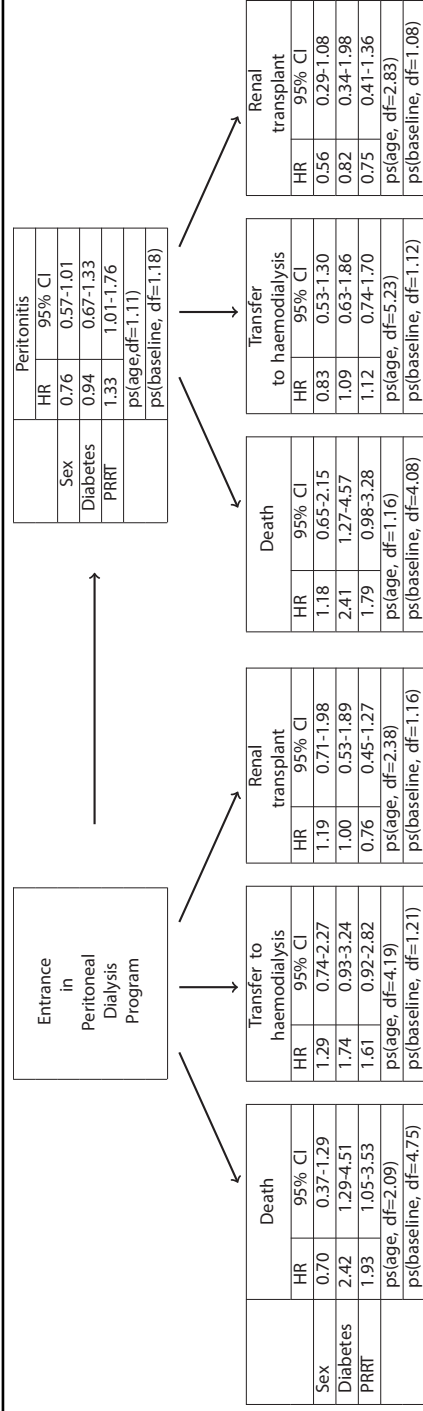 Entrance
in
Peritoneal
Dialysis
Program
Peritonitis
HR 95% CI
Sex 0.76 0.57-1.01
Diabetes 0.94 0.67-1.33
PRRT 1.33 1.01-1.76
ps(age,df=1.11)
ps(baseline, df=1.18)
Death
HR 95% CI
Sex 0.70 0.37-1.29
Diabetes 2.42 1.29-4.51
PRRT 1.93 1.05-3.53
ps(age, df=2.09)
ps(baseline, df=4.75)
Transfer to
haemodialysis
HR 95% CI
1.29 0.74-2.27
1.74 0.93-3.24
1.61 0.92-2.82
ps(age, df=4.19)
ps(baseline, df=1.21)
Renal
transplant
HR 95% CI
1.19 0.71-1.98
1.00 0.53-1.89
0.76 0.45-1.27
ps(age, df=2.38)
ps(baseline, df=1.16)
Death
HR 95% CI
1.18 0.65-2.15
2.41 1.27-4.57
1.79 0.98-3.28
ps(age, df=1.16)
ps(baseline, df=4.08)
Transfer
to haemodialysis
HR 95% CI
0.83 0.53-1.30
1.09 0.63-1.86
1.12 0.74-1.70
ps(age, df=5.23)
ps(baseline, df=1.12)
Renal
transplant
HR 95% CI
0.56 0.29-1.08
0.82 0.34-1.98
0.75 0.41-1.36
ps(age, df=2.83)
ps(baseline, df=1.08)